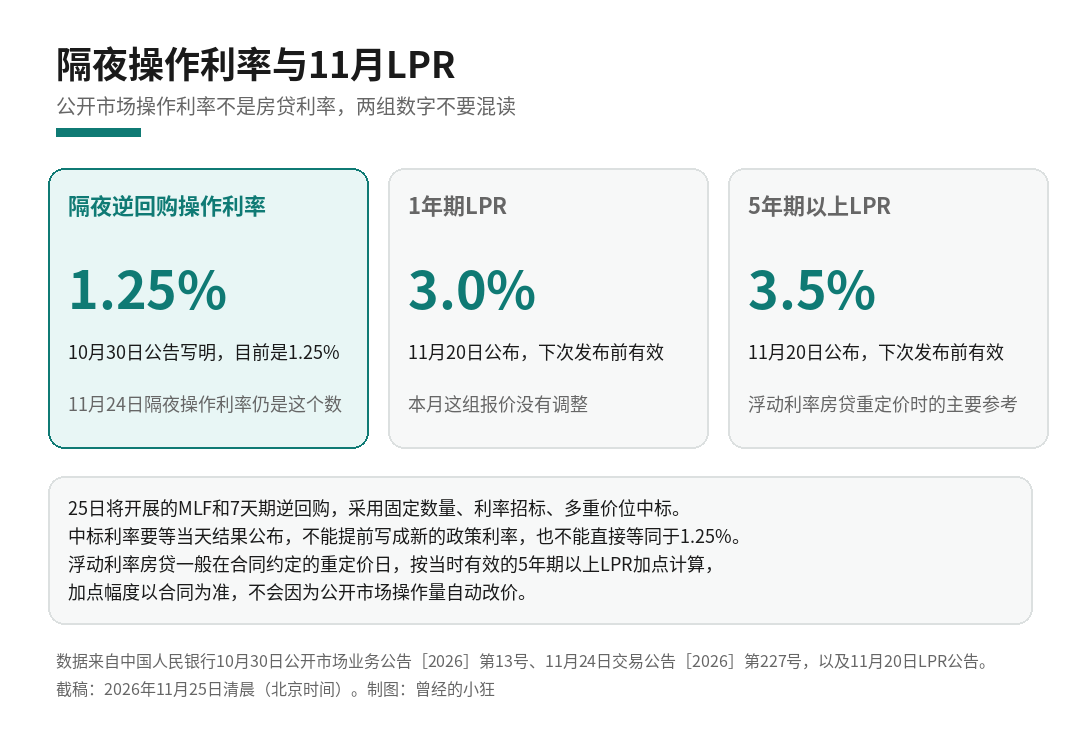 隔夜操作利率与11月LPR
公开市场操作利率不是房贷利率，两组数字不要混读
隔夜逆回购操作利率
1.25%
10月30日公告写明，目前是1.25%
11月24日隔夜操作利率仍是这个数
1年期LPR
3.0%
11月20日公布，下次发布前有效
本月这组报价没有调整
5年期以上LPR
3.5%
11月20日公布，下次发布前有效
浮动利率房贷重定价时的主要参考
25日将开展的MLF和7天期逆回购，采用固定数量、利率招标、多重价位中标。
中标利率要等当天结果公布，不能提前写成新的政策利率，也不能直接等同于1.25%。
浮动利率房贷一般在合同约定的重定价日，按当时有效的5年期以上LPR加点计算，
加点幅度以合同为准，不会因为公开市场操作量自动改价。
数据来自中国人民银行10月30日公开市场业务公告［2026］第13号、11月24日交易公告［2026］第227号，以及11月20日LPR公告。
截稿：2026年11月25日清晨（北京时间）。制图：曾经的小狂